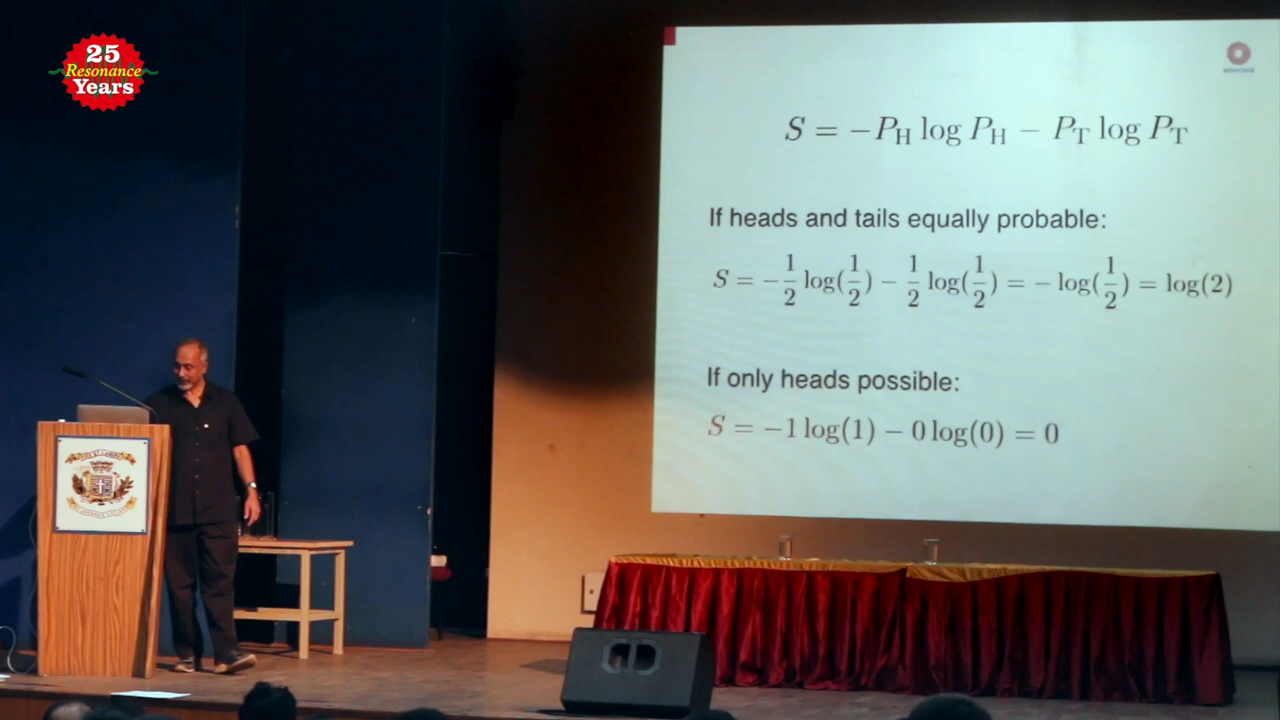 25
Resonance
Years
S = −P_H log P_H − P_T log P_T
If heads and tails equally probable:
S = −1/2 log(1/2) − 1/2 log(1/2) = − log(1/2) = log(2)
If only heads possible:
S = −1 log(1) − 0 log(0) = 0